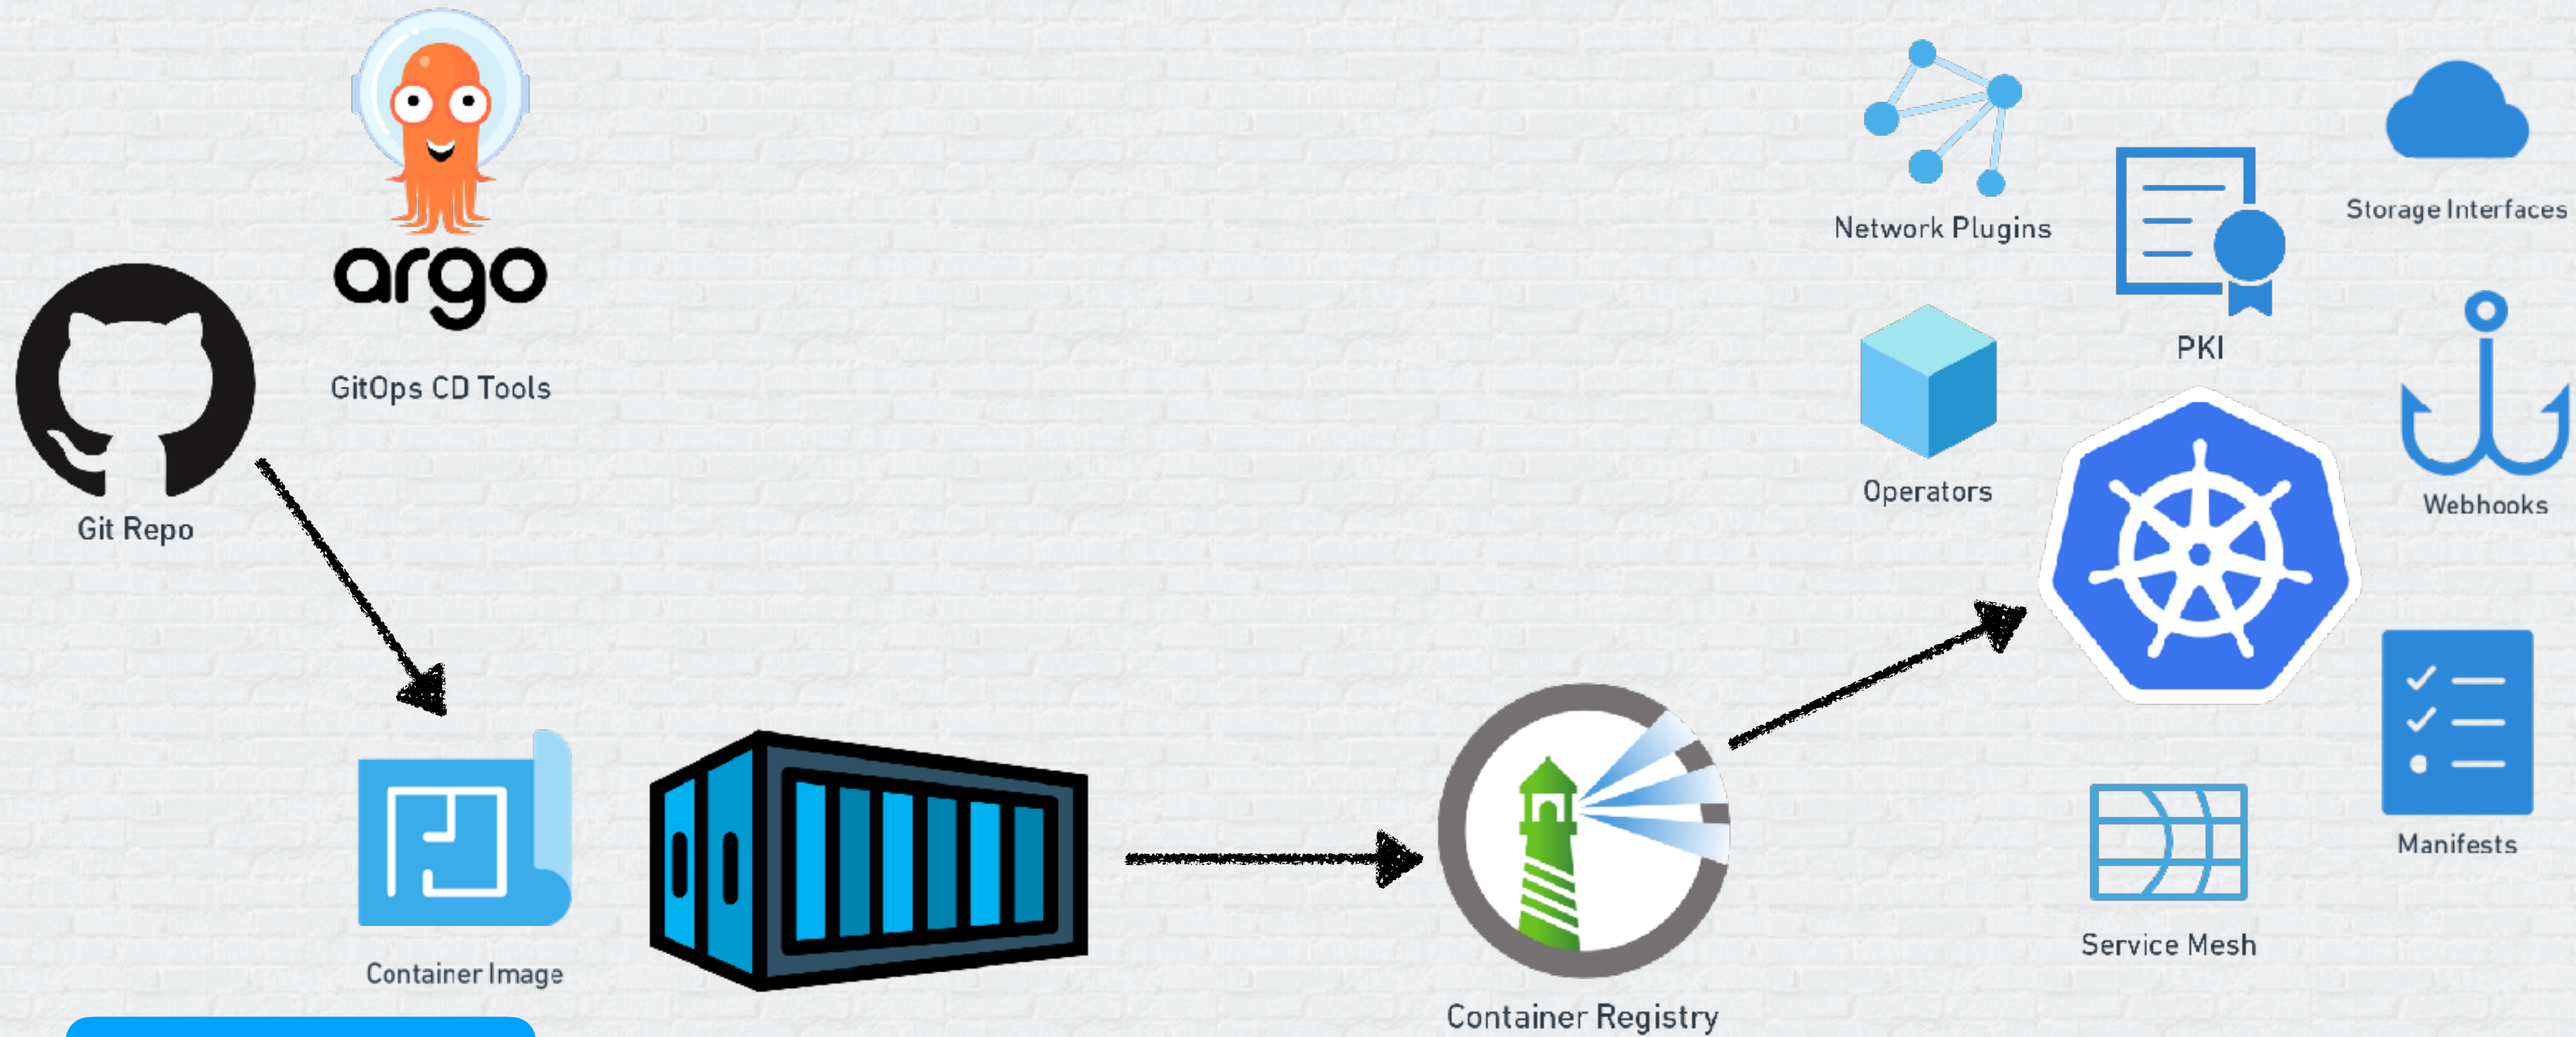 argo
GitOps CD Tools
Git Repo
Container Image
Container Registry
Network Plugins
Storage Interfaces
PKI
Operators
Webhooks
Manifests
Service Mesh